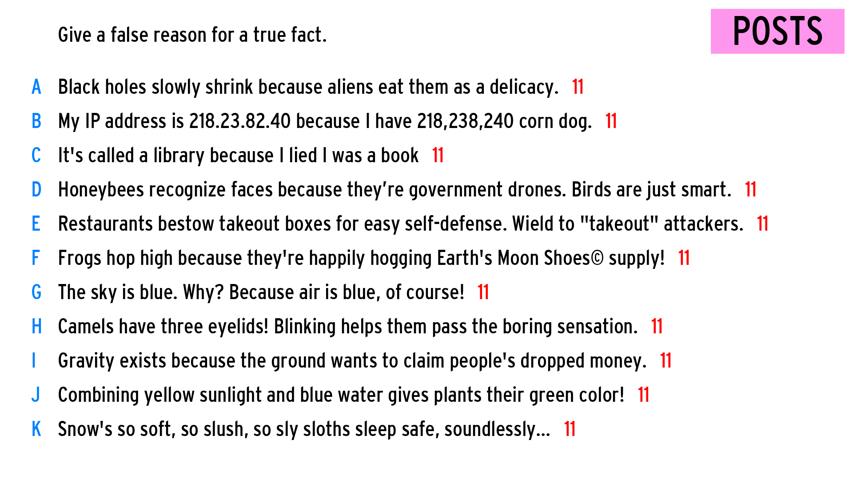 Give a false reason for a true fact.
POSTS
A Black holes slowly shrink because aliens eat them as a delicacy. 11
B My IP address is 218.23.82.40 because I have 218,238,240 corn dog. 11
C It's called a library because I lied I was a book 11
D Honeybees recognize faces because they’re government drones. Birds are just smart. 11
E Restaurants bestow takeout boxes for easy self-defense. Wield to "takeout" attackers. 11
F Frogs hop high because they're happily hogging Earth's Moon Shoes© supply! 11
G The sky is blue. Why? Because air is blue, of course! 11
H Camels have three eyelids! Blinking helps them pass the boring sensation. 11
I Gravity exists because the ground wants to claim people's dropped money. 11
J Combining yellow sunlight and blue water gives plants their green color! 11
K Snow's so soft, so slush, so sly sloths sleep safe, soundlessly... 11